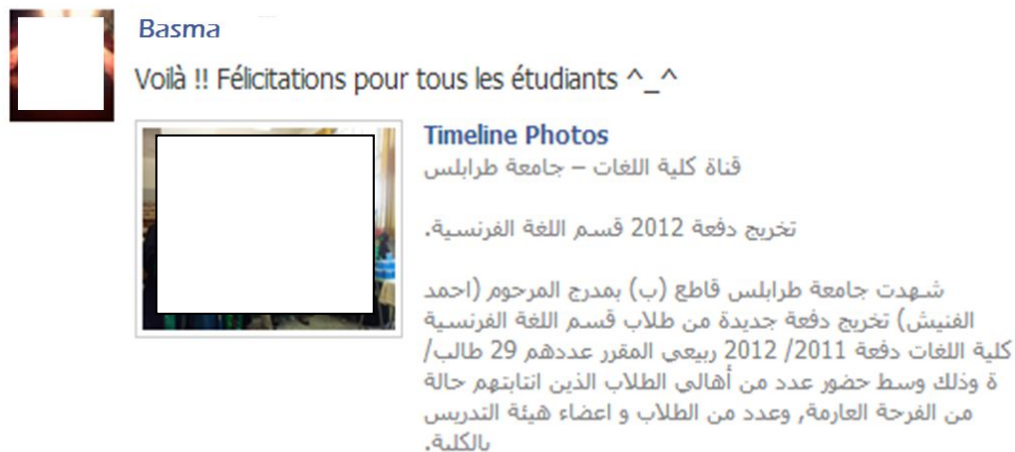 Basma
Voilà !! Félicitations pour tous les étudiants ^_^
Timeline Photos
قناة كلية اللغات – جامعة طرابلس
تخريج دفعة 2012 قسم اللغة الفرنسية.
شهدت جامعة طرابلس قاطع (ب) بمدرج المرحوم (احمد
الفنيش) تخريج دفعة جديدة من طلاب قسم اللغة الفرنسية
كلية اللغات دفعة 2011/ 2012 ربيعي المقرر عددهم 29 طالب/
ة وذلك وسط حضور عدد من أهالي الطلاب الذين انتابتهم حالة
من الفرحة العارمة, وعدد من الطلاب و اعضاء هيئة التدريس
بالكلية.